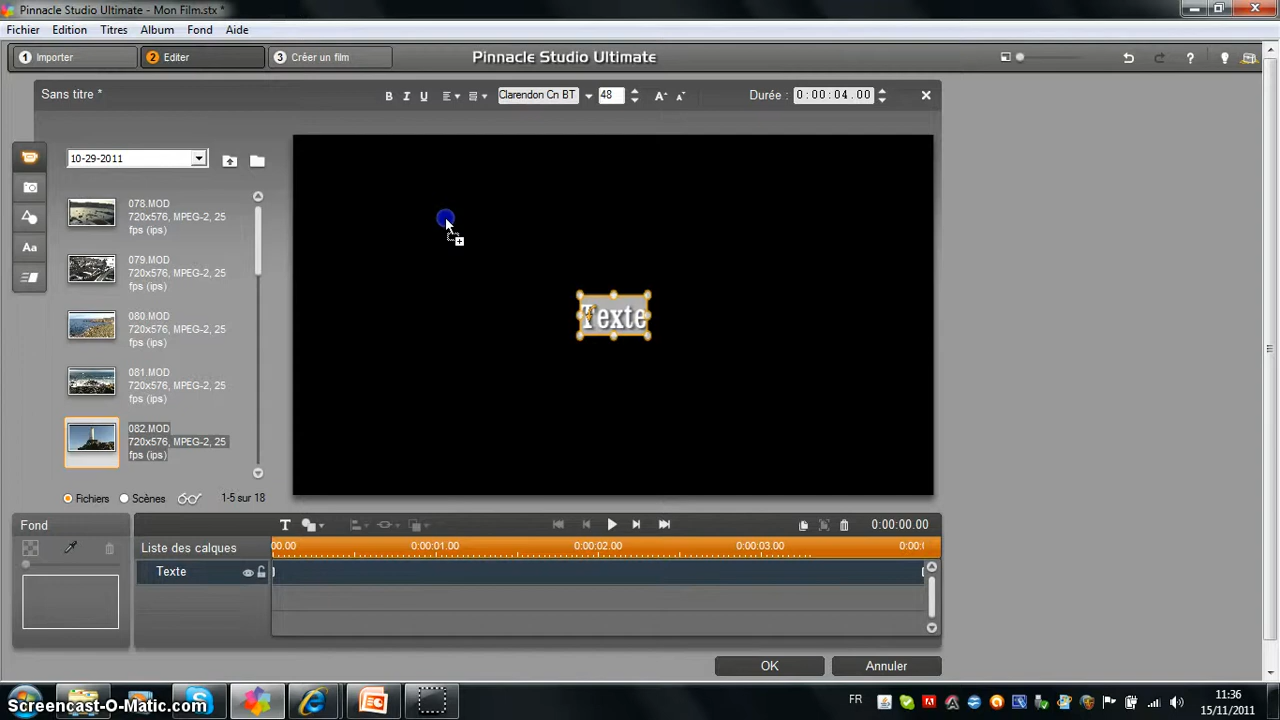 Pinnacle Studio Ultimate - Mon Film.stx *
Fichier Edition Titres Album Fond Aide
1 Importer 2 Editer 3 Créer un film Pinnacle Studio Ultimate ?
Sans titre * B I U Clarendon Cn BT 48 A A Durée : 0:00:04.00
10-29-2011
078.MOD
720x576, MPEG-2, 25
fps (ips)
079.MOD
720x576, MPEG-2, 25
fps (ips)
080.MOD
720x576, MPEG-2, 25
fps (ips)
081.MOD
720x576, MPEG-2, 25
fps (ips)
082.MOD
720x576, MPEG-2, 25
fps (ips)
Aa
Texte
Fichiers Scènes 1-5 sur 18
Fond T 0:00:00.00
Liste des calques 00.00 0:00:01.00 0:00:02.00 0:00:03.00 0:00:0
Texte
OK Annuler
Screencast-O-Matic.com FR 11:36
15/11/2011